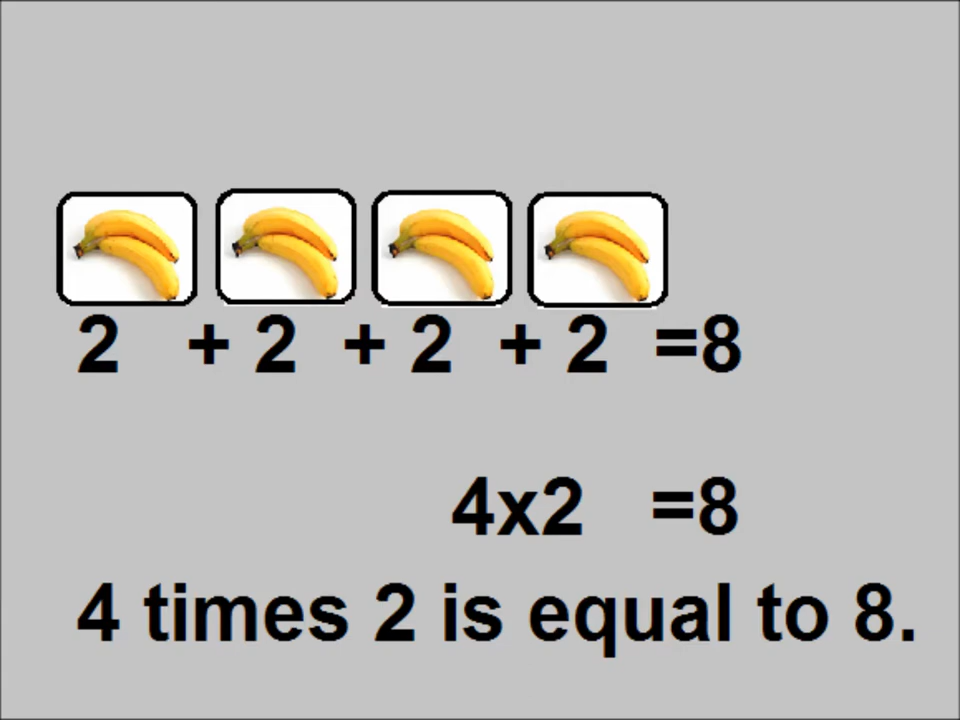 2 + 2 + 2 + 2 =8
4x2 =8
4 times 2 is equal to 8.